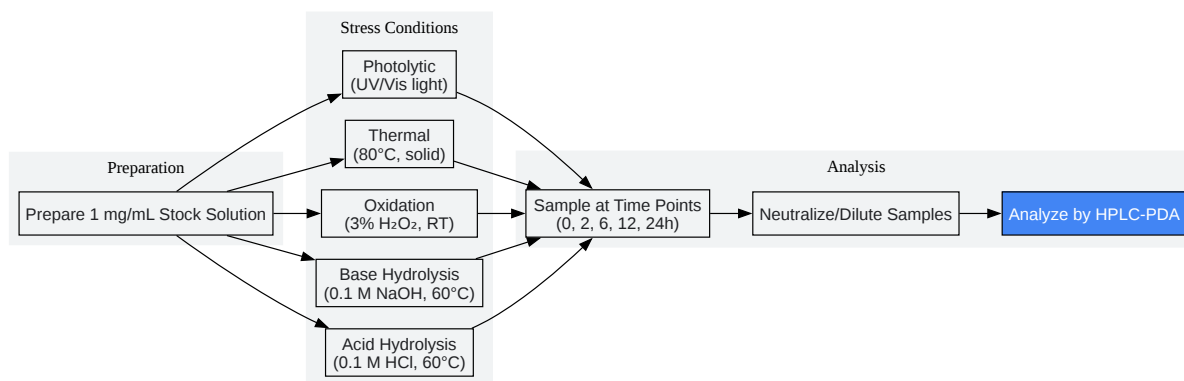 Stress Conditions
Photolytic
(UV/Vis light)
Thermal
(80°C, solid)
Preparation
Analysis
Prepare 1 mg/mL Stock Solution
Oxidation
(3% H₂O₂, RT)
Sample at Time Points
(0, 2, 6, 12, 24h)
Neutralize/Dilute Samples
Analyze by HPLC-PDA
Base Hydrolysis
(0.1 M NaOH, 60°C)
Acid Hydrolysis
(0.1 M HCl, 60°C)